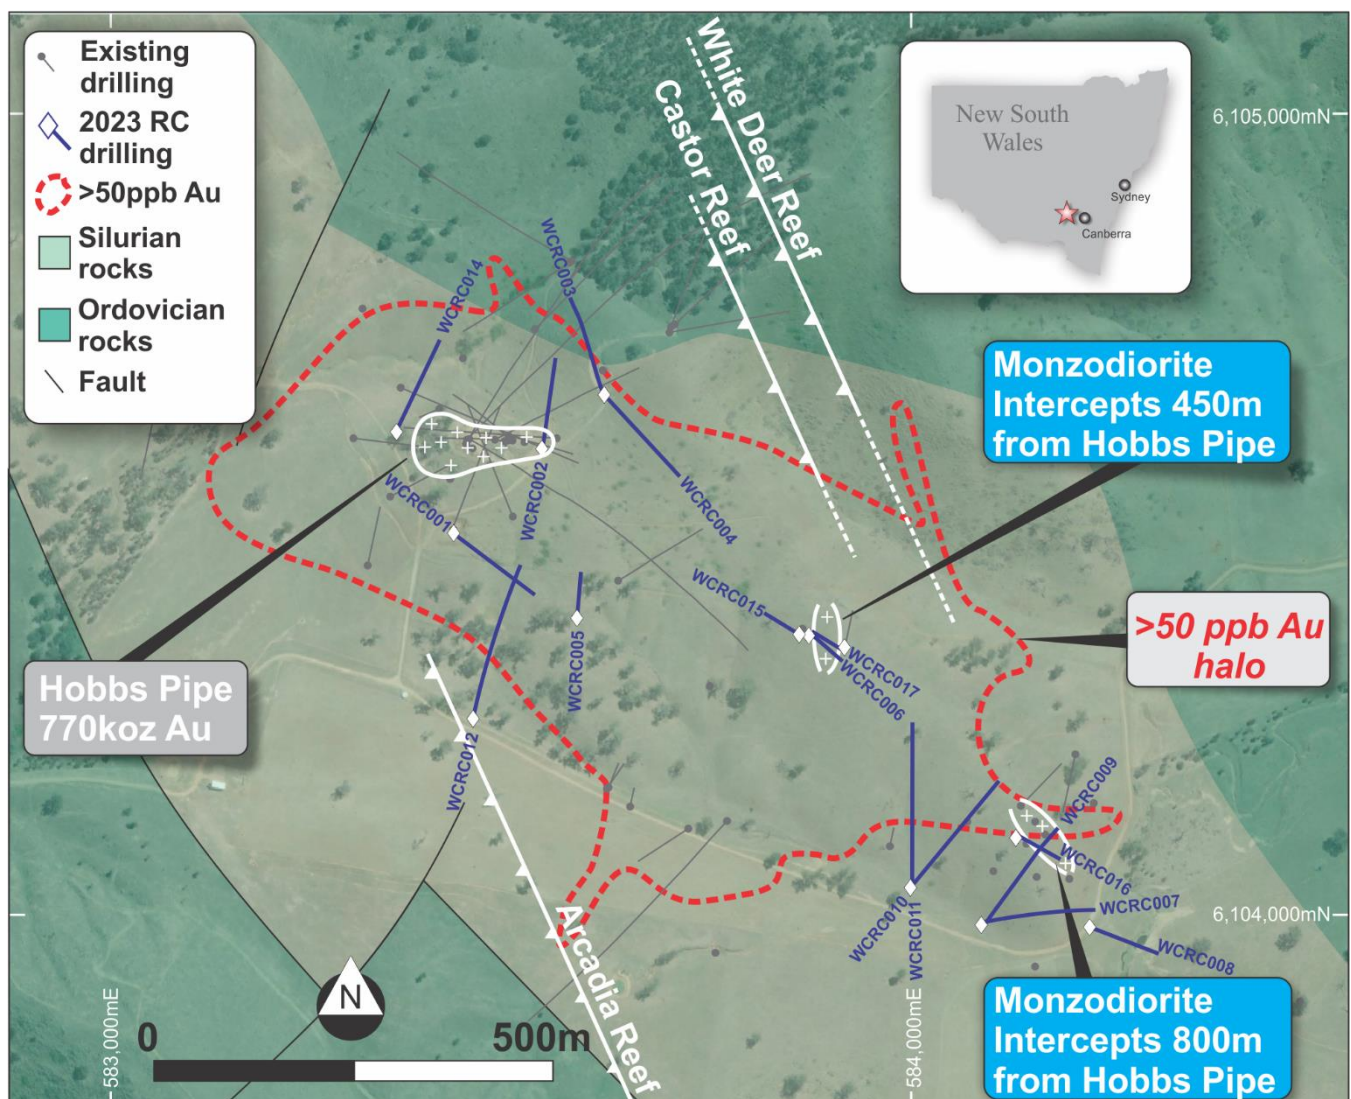 Existing
drilling
2023 RC
drilling
>50ppb Au
Silurian
rocks
Ordovician
rocks
Fault
White Deer Reef
Castor Reef
New South
Wales
Sydney
Canberra
6,105,000mN
WCRC014
WCRC003
Monzodiorite
Intercepts 450m
from Hobbs Pipe
WCRC001
WCRC002
WCRC004
WCRC015
WCRC017
WCRC006
WCRC005
>50 ppb Au
halo
Hobbs Pipe
770koz Au
WCRC012
WCRC009
WCRC016
WCRC007
WCRC010
WCRC011
WCRC008
6,104,000mN
Arcadia Reef
N
0
500m
583,000mE
584,000mE
Monzodiorite
Intercepts 800m
from Hobbs Pipe